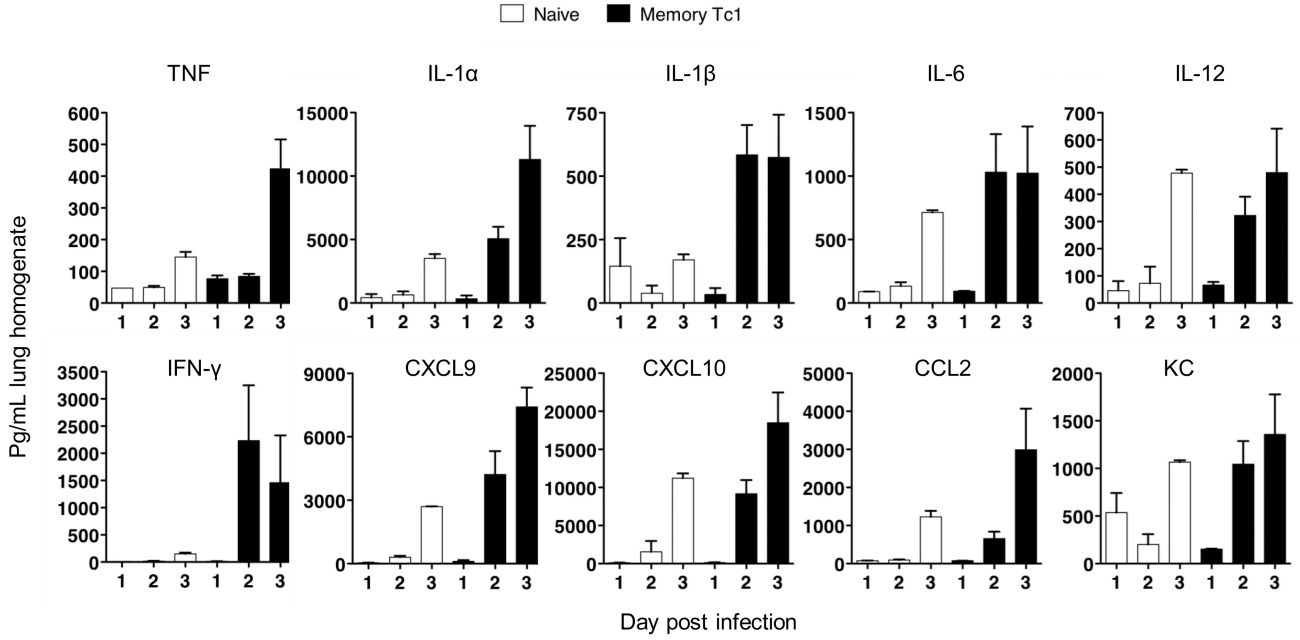 Naive Memory Tc1
TNF IL-1α IL-1β IL-6 IL-12
600 15000 750 1500 700
600
500
500
400 10000 500 1000 400
300
300
200 5000 250 500 200
100 100
0 0 0 0 0
1 2 3 1 2 3 1 2 3 1 2 3 1 2 3 1 2 3 1 2 3 1 2 3 1 2 3 1 2 3
IFN-γ CXCL9 CXCL10 CCL2 KC
3500 9000 25000 5000 2000
3000
2500 20000 4000 1500
2000 6000 15000 3000
1500 10000 2000 1000
1000 3000
500 5000 1000 500
0 0 0 0 0
1 2 3 1 2 3 1 2 3 1 2 3 1 2 3 1 2 3 1 2 3 1 2 3 1 2 3 1 2 3
Pg/mL lung homogenate
Day post infection